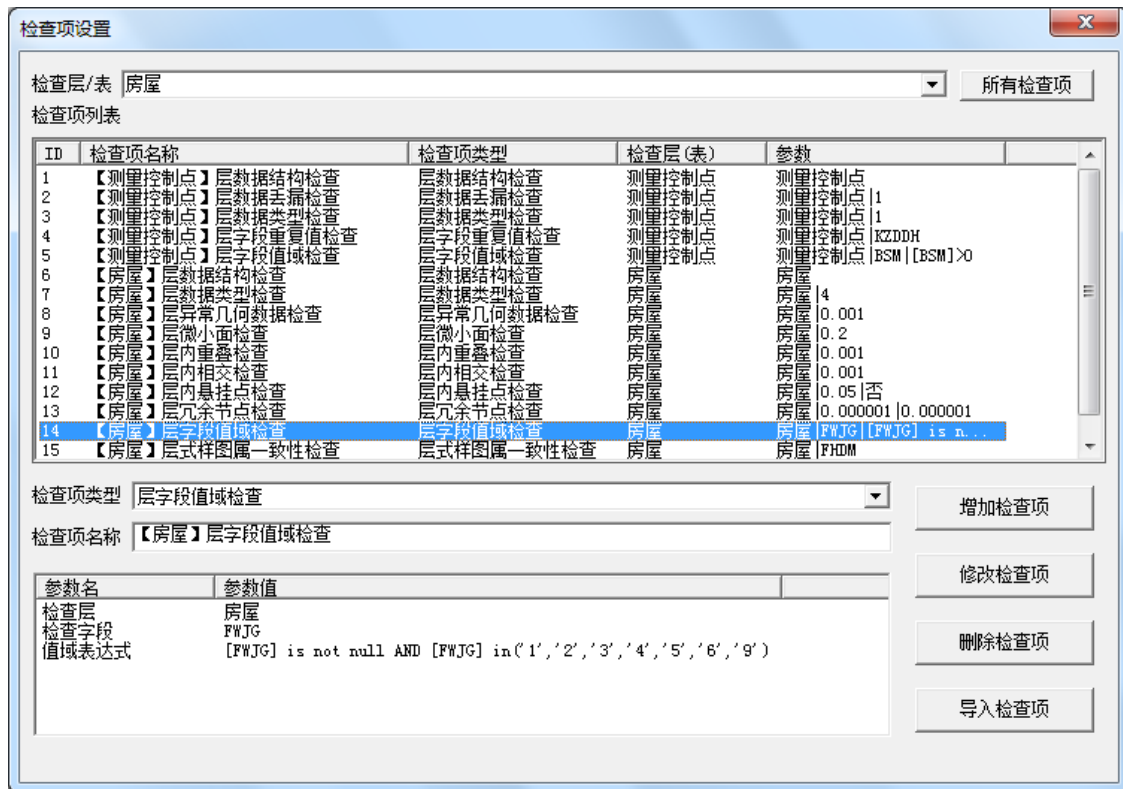 检查项设置
检查层/表 房屋 所有检查项
检查项列表
ID 检查项名称 检查项类型 检查层(表) 参数
1 【测量控制点】层数据结构检查 层数据结构检查 测量控制点 测量控制点
2 【测量控制点】层数据丢漏检查 层数据丢漏检查 测量控制点 测量控制点|1
3 【测量控制点】层数据类型检查 层数据类型检查 测量控制点 测量控制点|1
4 【测量控制点】层字段重复值检查 层字段重复值检查 测量控制点 测量控制点|KZDDH
5 【测量控制点】层字段值域检查 层字段值域检查 测量控制点 测量控制点|BSM|[BSM]>0
6 【房屋】层数据结构检查 层数据结构检查 房屋 房屋
7 【房屋】层数据类型检查 层数据类型检查 房屋 房屋|4
8 【房屋】层异常几何数据检查 层异常几何数据检查 房屋 房屋|0.001
9 【房屋】层微小面检查 层微小面检查 房屋 房屋|0.2
10 【房屋】层内重叠检查 层内重叠检查 房屋 房屋|0.001
11 【房屋】层内相交检查 层内相交检查 房屋 房屋|0.001
12 【房屋】层内悬挂点检查 层内悬挂点检查 房屋 房屋|0.05|否
13 【房屋】层冗余节点检查 层冗余节点检查 房屋 房屋|0.000001|0.000001
14 【房屋】层字段值域检查 层字段值域检查 房屋 房屋|FWJG|[FWJG] is n...
15 【房屋】层式样图属一致性检查 层式样图属一致性检查 房屋 房屋|FHDM
检查项类型 层字段值域检查 增加检查项
检查项名称 【房屋】层字段值域检查
修改检查项
参数名 参数值
检查层 房屋
检查字段 FWJG
值域表达式 [FWJG] is not null AND [FWJG] in('1','2','3','4','5','6','9')
删除检查项
导入检查项